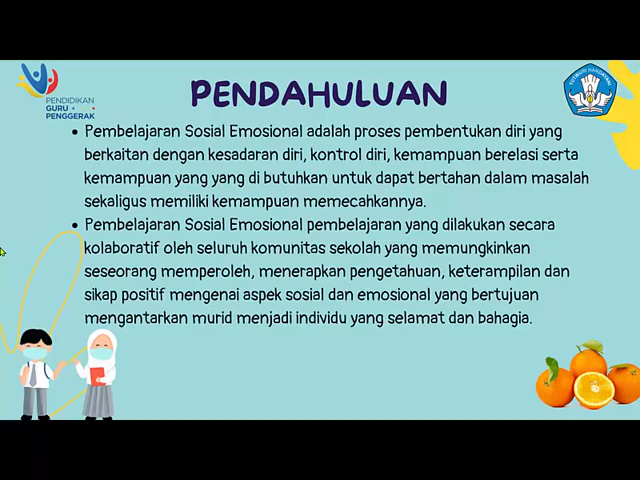 PENDIDIKAN
GURU
PENGGERAK
TUT WURI HANDAYANI
PENDAHULUAN
• Pembelajaran Sosial Emosional adalah proses pembentukan diri yang
berkaitan dengan kesadaran diri, kontrol diri, kemampuan berelasi serta
kemampuan yang yang di butuhkan untuk dapat bertahan dalam masalah
sekaligus memiliki kemampuan memecahkannya.
• Pembelajaran Sosial Emosional pembelajaran yang dilakukan secara
kolaboratif oleh seluruh komunitas sekolah yang memungkinkan
seseorang memperoleh, menerapkan pengetahuan, keterampilan dan
sikap positif mengenai aspek sosial dan emosional yang bertujuan
mengantarkan murid menjadi individu yang selamat dan bahagia.